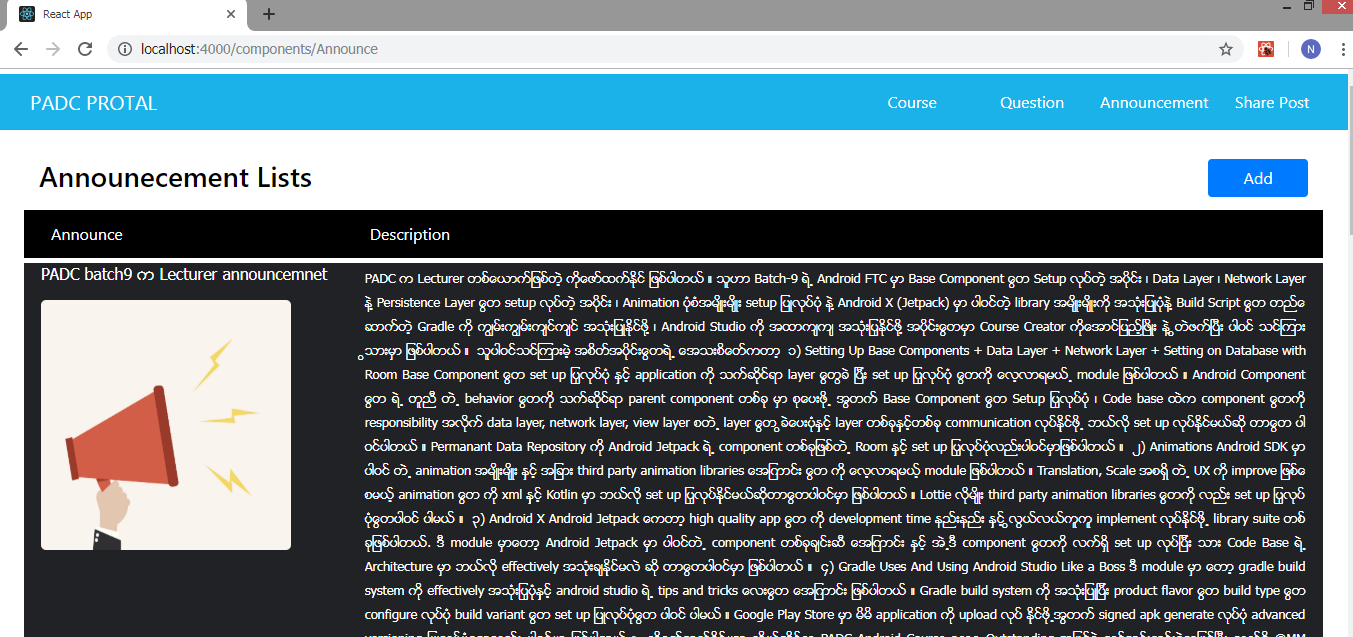 React App
localhost:4000/components/Announce
N
PADC PROTAL
Course
Question
Announcement
Share Post
Announecement Lists
Add
Announce
Description
PADC batch9 က Lecturer announcemnet
PADC က Lecturer တစ်ယောက်ဖြစ်တဲ့ ကိုဇော်ထက်နိုင် ဖြစ်ပါတယ် ။ သူဟာ Batch-9 ရဲ့ Android FTC မှာ Base Component တွေ Setup လုပ်တဲ့ အပိုင်း ၊ Data Layer ၊ Network Layer
နဲ့ Persistence Layer တွေ setup လုပ်တဲ့ အပိုင်း ၊ Animation ပုံစံအမျိုးမျိုး setup ပြုလုပ်ပုံ နဲ့ Android X (Jetpack) မှာ ပါဝင်တဲ့ library အမျိုးမျိုးကို အသုံးပြုပုံနဲ့ Build Script တွေ တည်ဆောက်တဲ့
Gradle ကို ကျွမ်းကျွမ်းကျင်ကျင် အသုံးပြုနိုင်ဖို့ ၊ Android Studio ကို အထာကျကျ အသုံးပြုနိုင်ဖို့ အပိုင်းတွေမှာ Course Creator ကိုအောင်ပြည့်ဖြိုး နဲ့ တွဲဖက်ပြီး ပါဝင် သင်ကြား
သွားမှာ ဖြစ်ပါတယ် ။ သူပါဝင်သင်ကြားမဲ့ အစိတ်အပိုင်းတွေရဲ့ အသေးစိတ်ကတော့ ၁) Setting Up Base Components + Data Layer + Network Layer + Setting on Database with
Room Base Component တွေ set up ပြုလုပ်ပုံ နှင့် application ကို သက်ဆိုင်ရာ layer တွေခွဲ ပြီး set up ပြုလုပ်ပုံ တွေကို လေ့လာရမယ့် module ဖြစ်ပါတယ် ။ Android Component
တွေ ရဲ့ တူညီ တဲ့ behavior တွေကို သက်ဆိုင်ရာ parent component တစ်ခု မှာ စုပေးဖို့ အတွက် Base Component တွေ Setup ပြုလုပ်ပုံ ၊ Code base ထဲက component တွေကို
responsibility အလိုက် data layer, network layer, view layer စတဲ့ layer တွေ ခွဲပေးပုံနှင့် layer တစ်ခုနှင့်တစ်ခု communication လုပ်နိုင်ဖို့ ဘယ်လို set up လုပ်နိုင်မယ်ဆို တာတွေ ပါ
ဝင်ပါတယ် ။ Permanant Data Repository ကို Android Jetpack ရဲ့ component တစ်ခုဖြစ်တဲ့ Room နှင့် set up ပြုလုပ်ပုံလည်းပါဝင်မှာဖြစ်ပါတယ် ။ ၂) Animations Android SDK မှာ
ပါဝင် တဲ့ animation အမျိုးမျိုး နှင့် အခြား third party animation libraries အကြောင်း တွေ ကို လေ့လာရမယ့် module ဖြစ်ပါတယ် ။ Translation, Scale အစရှိ တဲ့ UX ကို improve ဖြစ်စေ
စမယ့် animation တွေ ကို xml နှင့် Kotlin မှာ ဘယ်လို set up ပြုလုပ်နိုင်မယ်ဆိုတာတွေပါဝင်မှာ ဖြစ်ပါတယ် ။ Lottie လိုမျိုး third party animation libraries တွေကို လည်း set up ပြုလုပ်
ပုံတွေပါဝင် ပါမယ် ။ ၃) Android X Android Jetpack ကတော့ high quality app တွေ ကို development time နည်းနည်း နှင့် လွယ်လွယ်ကူကူ implement လုပ်နိုင်ဖို့ library suite တစ်
ခုဖြစ်ပါတယ်. ဒီ module မှာတော့ Android Jetpack မှာ ပါဝင်တဲ့ component တစ်ခုချင်းဆီ အကြောင်း နှင့် အဲ့ဒီ component တွေကို လက်ရှိ set up လုပ်ပြီး သား Code Base ရဲ့
Architecture မှာ ဘယ်လို effectively အသုံးချနိုင်မလဲ ဆို တာတွေပါဝင်မှာ ဖြစ်ပါတယ် ။ ၄) Gradle Uses And Using Android Studio Like a Boss ဒီ module မှာ တော့ gradle build
system ကို effectively အသုံးပြုပုံနှင့် android studio ရဲ့ tips and tricks လေးတွေ အကြောင်း ဖြစ်ပါတယ် ။ Gradle build system ကို အသုံးပြုပြီး product flavor တွေ build type တွေ
configure လုပ်ပုံ build variant တွေ set up ပြုလုပ်ပုံတွေ ပါဝင် ပါမယ် ။ Google Play Store မှာ မိမိ application ကို upload လုပ် နိုင်ဖို့ အတွက် signed apk generate လုပ်ပုံ advanced